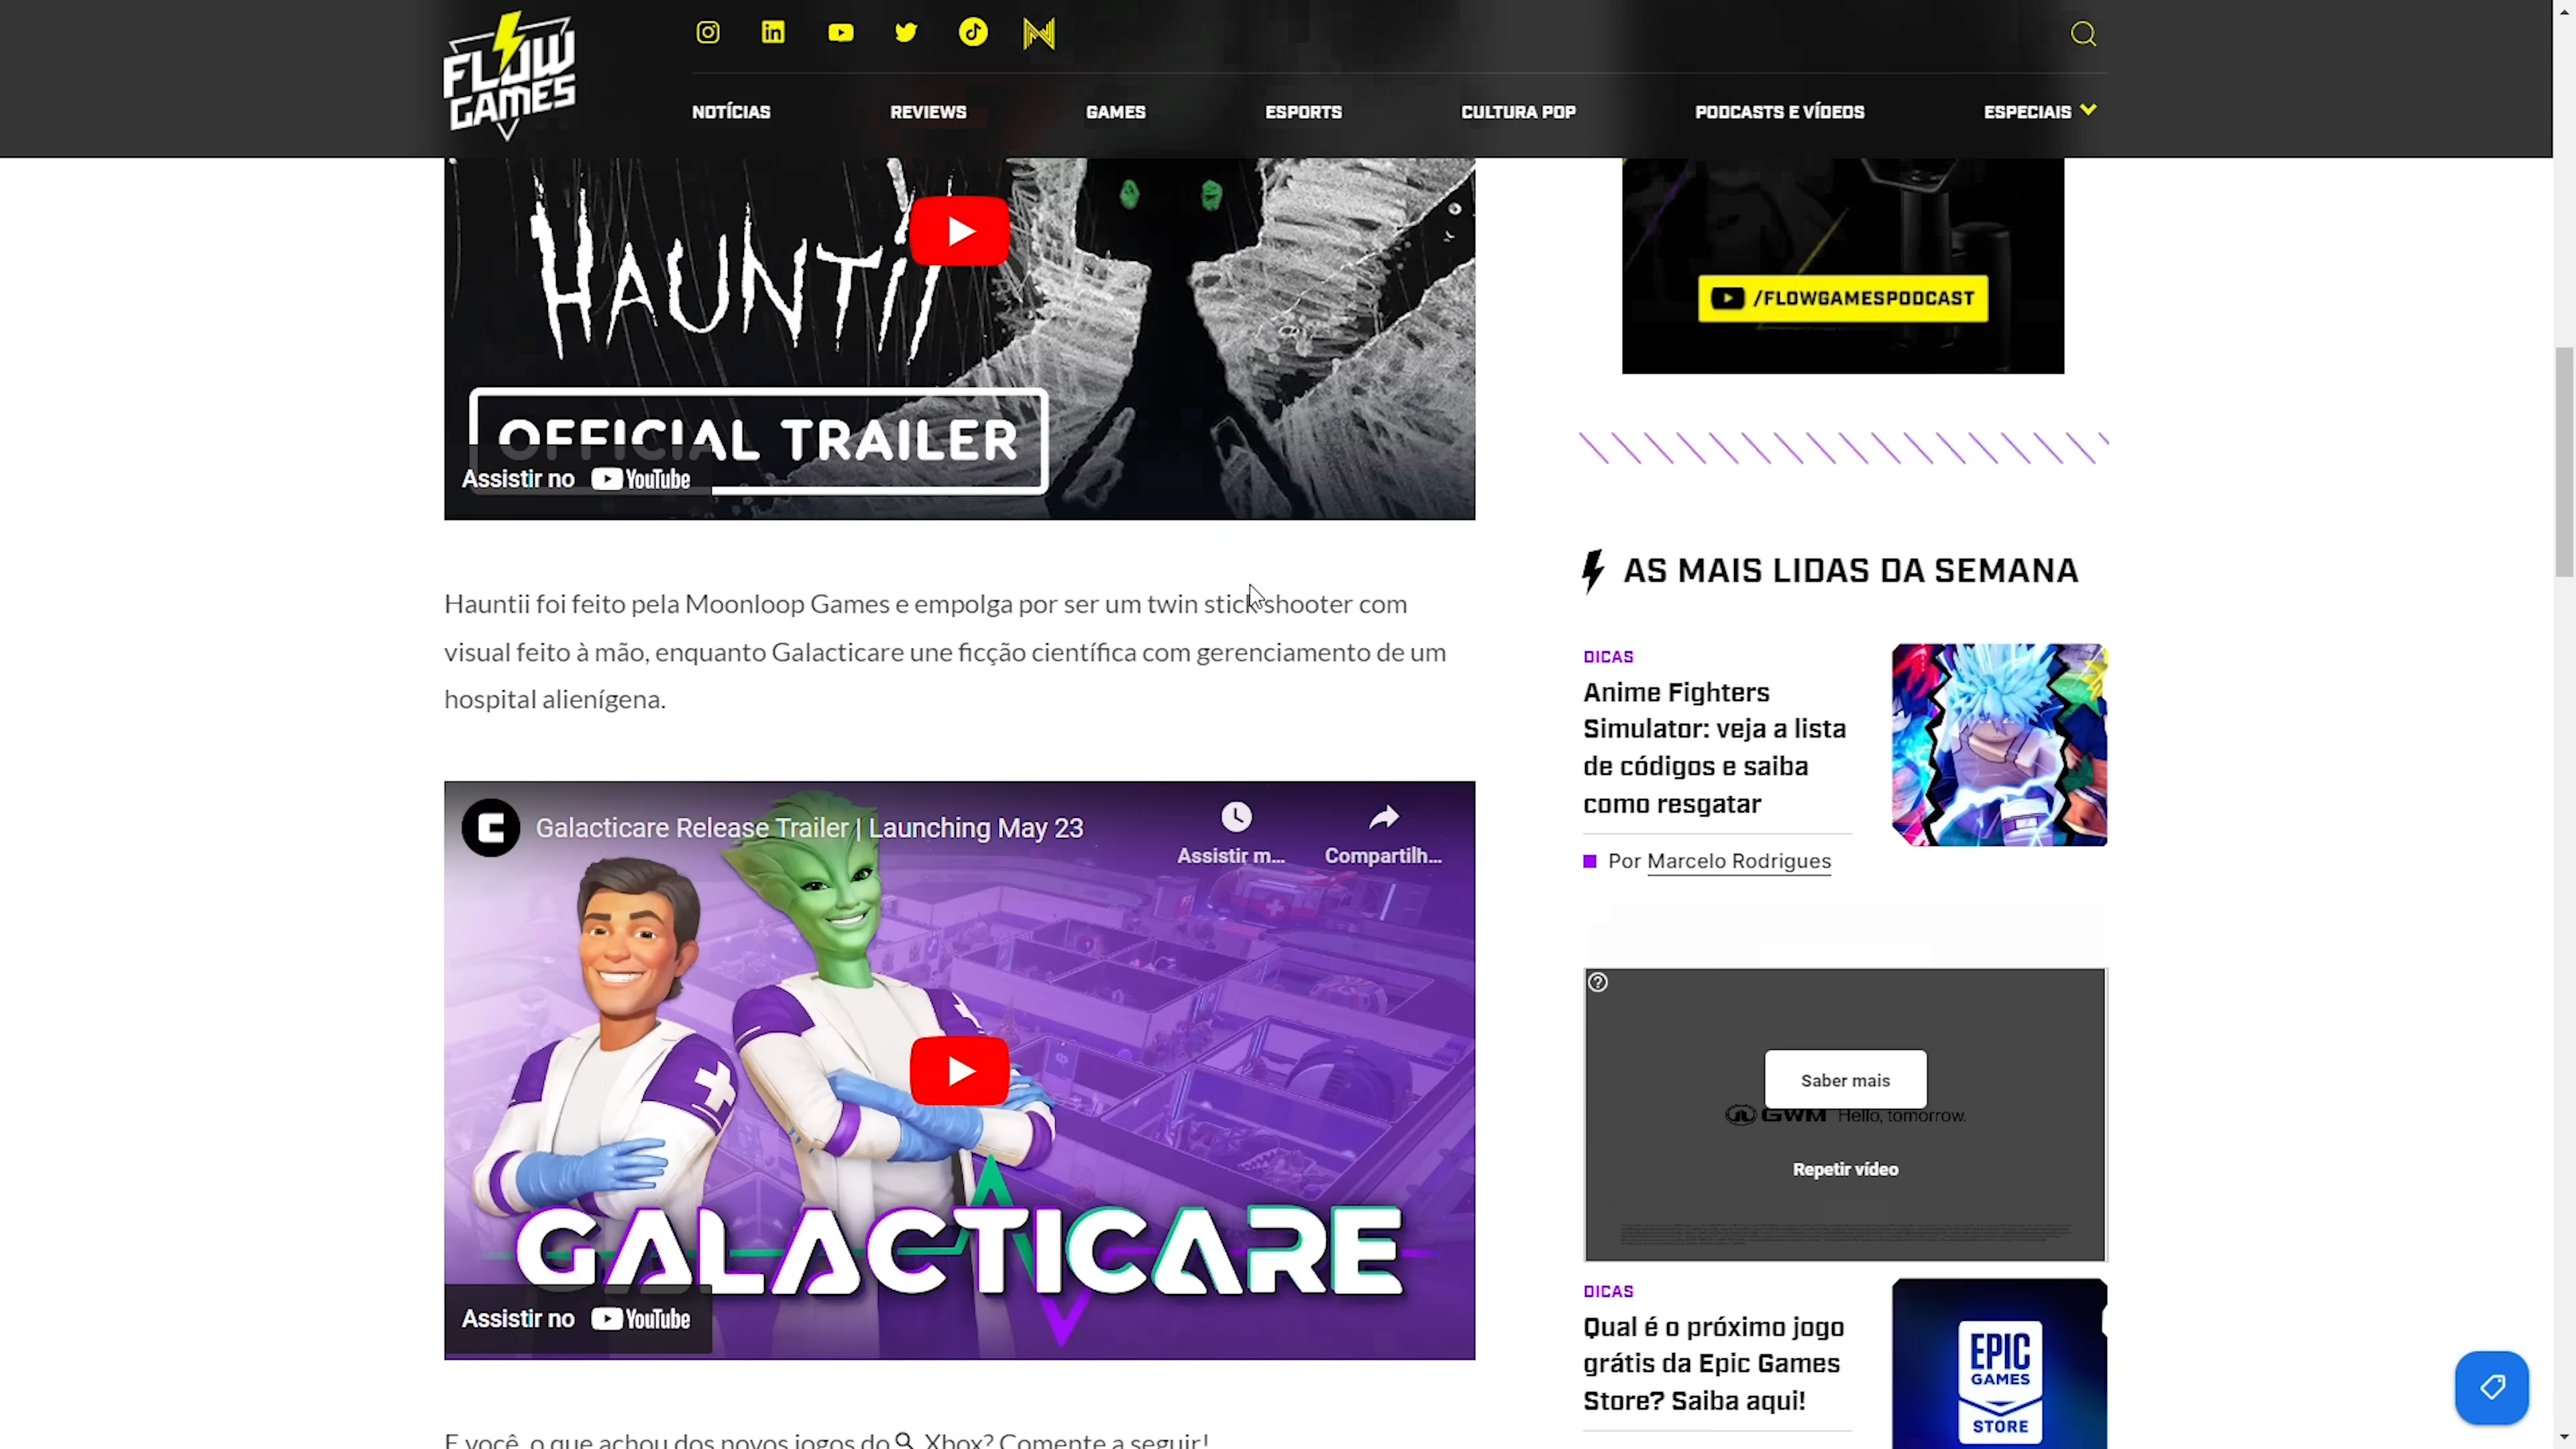 FLOW
GAMES
NOTÍCIAS
REVIEWS
GAMES
ESPORTS
CULTURA POP
PODCASTS E VÍDEOS
ESPECIAIS
HAUNTii
OFFICIAL TRAILER
Assistir no YouTube
/FLOWGAMESPODCAST
Hauntii foi feito pela Moonloop Games e empolga por ser um twin stick shooter com
visual feito à mão, enquanto Galacticare une ficção científica com gerenciamento de um
hospital alienígena.
Galacticare Release Trailer | Launching May 23
Assistir m...
Compartilh...
GALACTICARE
Assistir no YouTube
E você, o que achou dos novos jogos do Xbox? Comente a seguir!
AS MAIS LIDAS DA SEMANA
DICAS
Anime Fighters
Simulator: veja a lista
de códigos e saiba
como resgatar
Por Marcelo Rodrigues
Saber mais
GWM Hello, tomorrow.
Repetir vídeo
DICAS
Qual é o próximo jogo
grátis da Epic Games
Store? Saiba aqui!
EPIC
GAMES
STORE